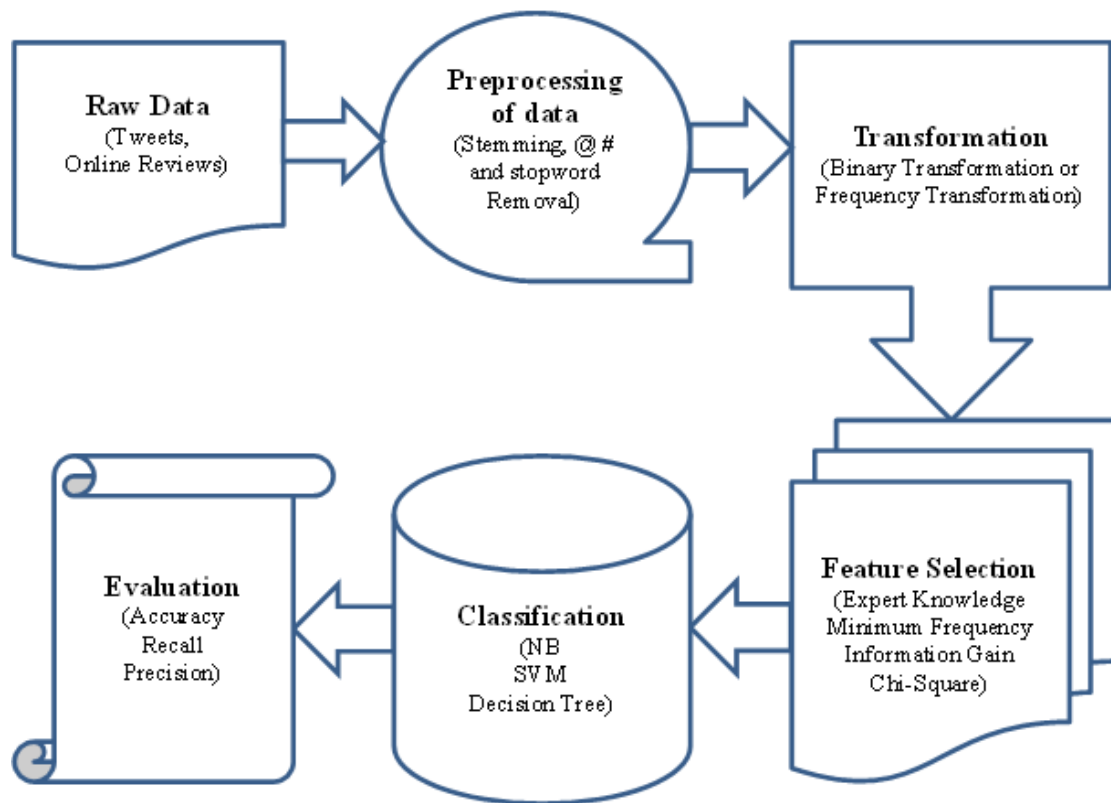 Raw Data
(Tweets,
Online Reviews)
Preprocessing
of data
(Stemming, @ #
and stopword
Removal)
Transformation
(Binary Transformation or
Frequency Transformation)
Feature Selection
(Expert Knowledge
Minimum Frequency
Information Gain
Chi-Square)
Classification
(NB
SVM
Decision Tree)
Evaluation
(Accuracy
Recall
Precision)